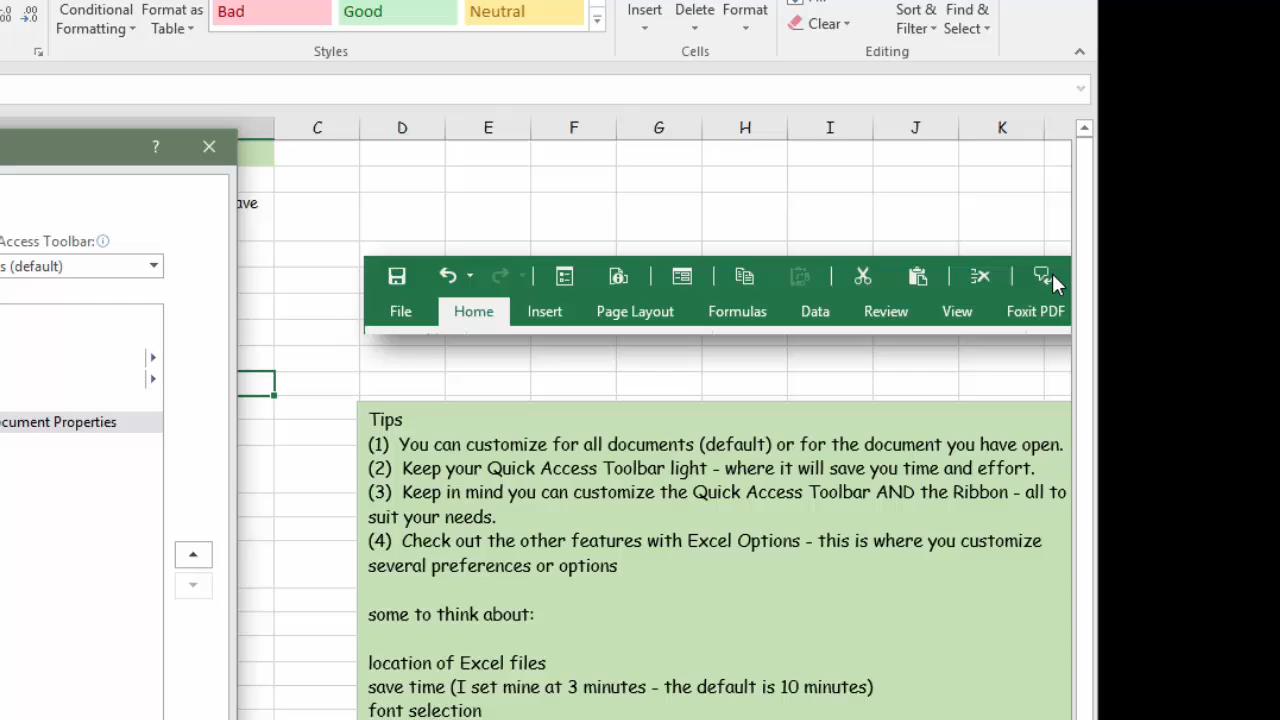 Conditional Formatting
Format as Table
Bad
Good
Neutral
Insert
Delete
Format
Clear
Sort & Filter
Find & Select
Styles
Cells
Editing
C D E F G H I J K
?
ave
Access Toolbar:
s (default)
File Home Insert Page Layout Formulas Data Review View Foxit PDF
ocument Properties
Tips
(1) You can customize for all documents (default) or for the document you have open.
(2) Keep your Quick Access Toolbar light - where it will save you time and effort.
(3) Keep in mind you can customize the Quick Access Toolbar AND the Ribbon - all to
suit your needs.
(4) Check out the other features with Excel Options - this is where you customize
several preferences or options
some to think about:
location of Excel files
save time (I set mine at 3 minutes - the default is 10 minutes)
font selection